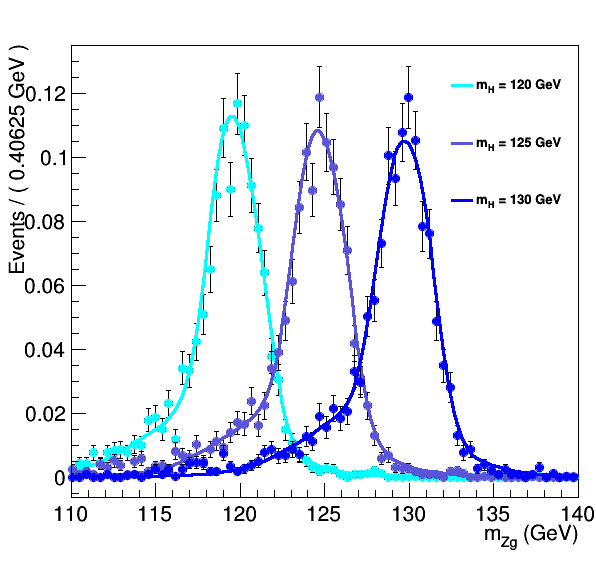 Events / ( 0.40625 GeV )
0.12
0.1
0.08
0.06
0.04
0.02
0
m_H = 120 GeV
m_H = 125 GeV
m_H = 130 GeV
110 115 120 125 130 135 140
m_Zg (GeV)